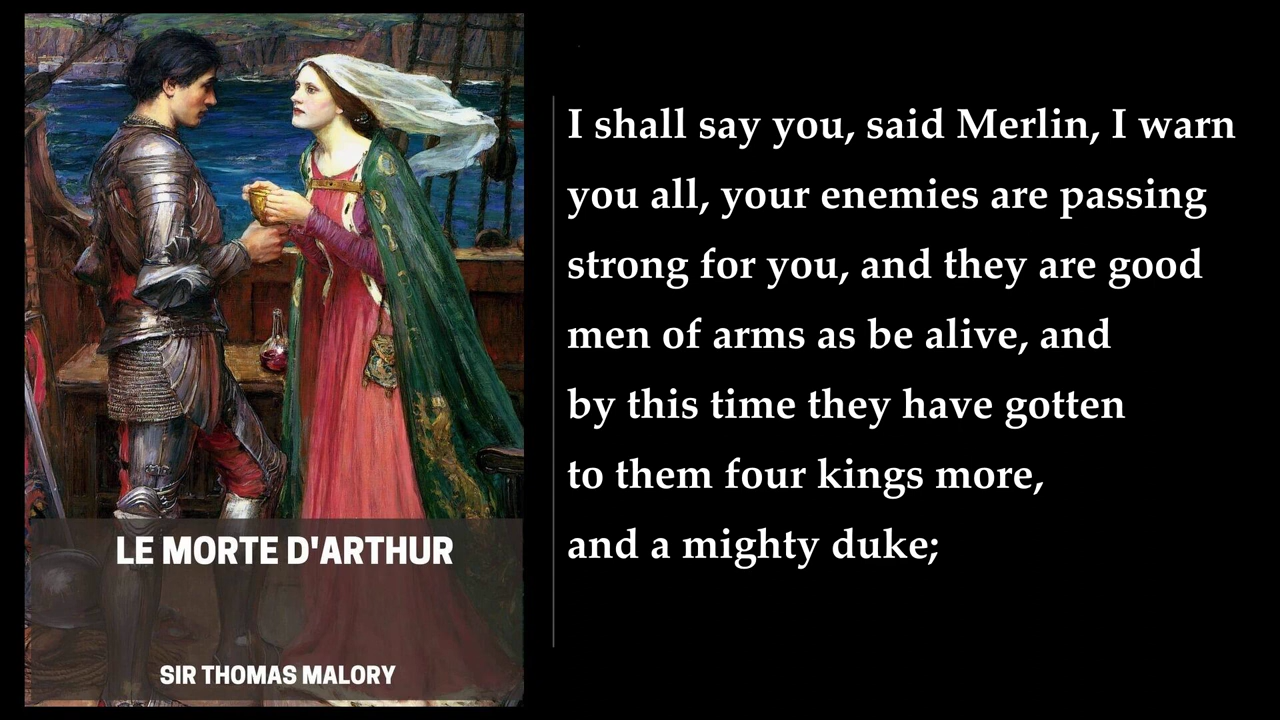 LE MORTE D'ARTHUR
SIR THOMAS MALORY
I shall say you, said Merlin, I warn
you all, your enemies are passing
strong for you, and they are good
men of arms as be alive, and
by this time they have gotten
to them four kings more,
and a mighty duke;